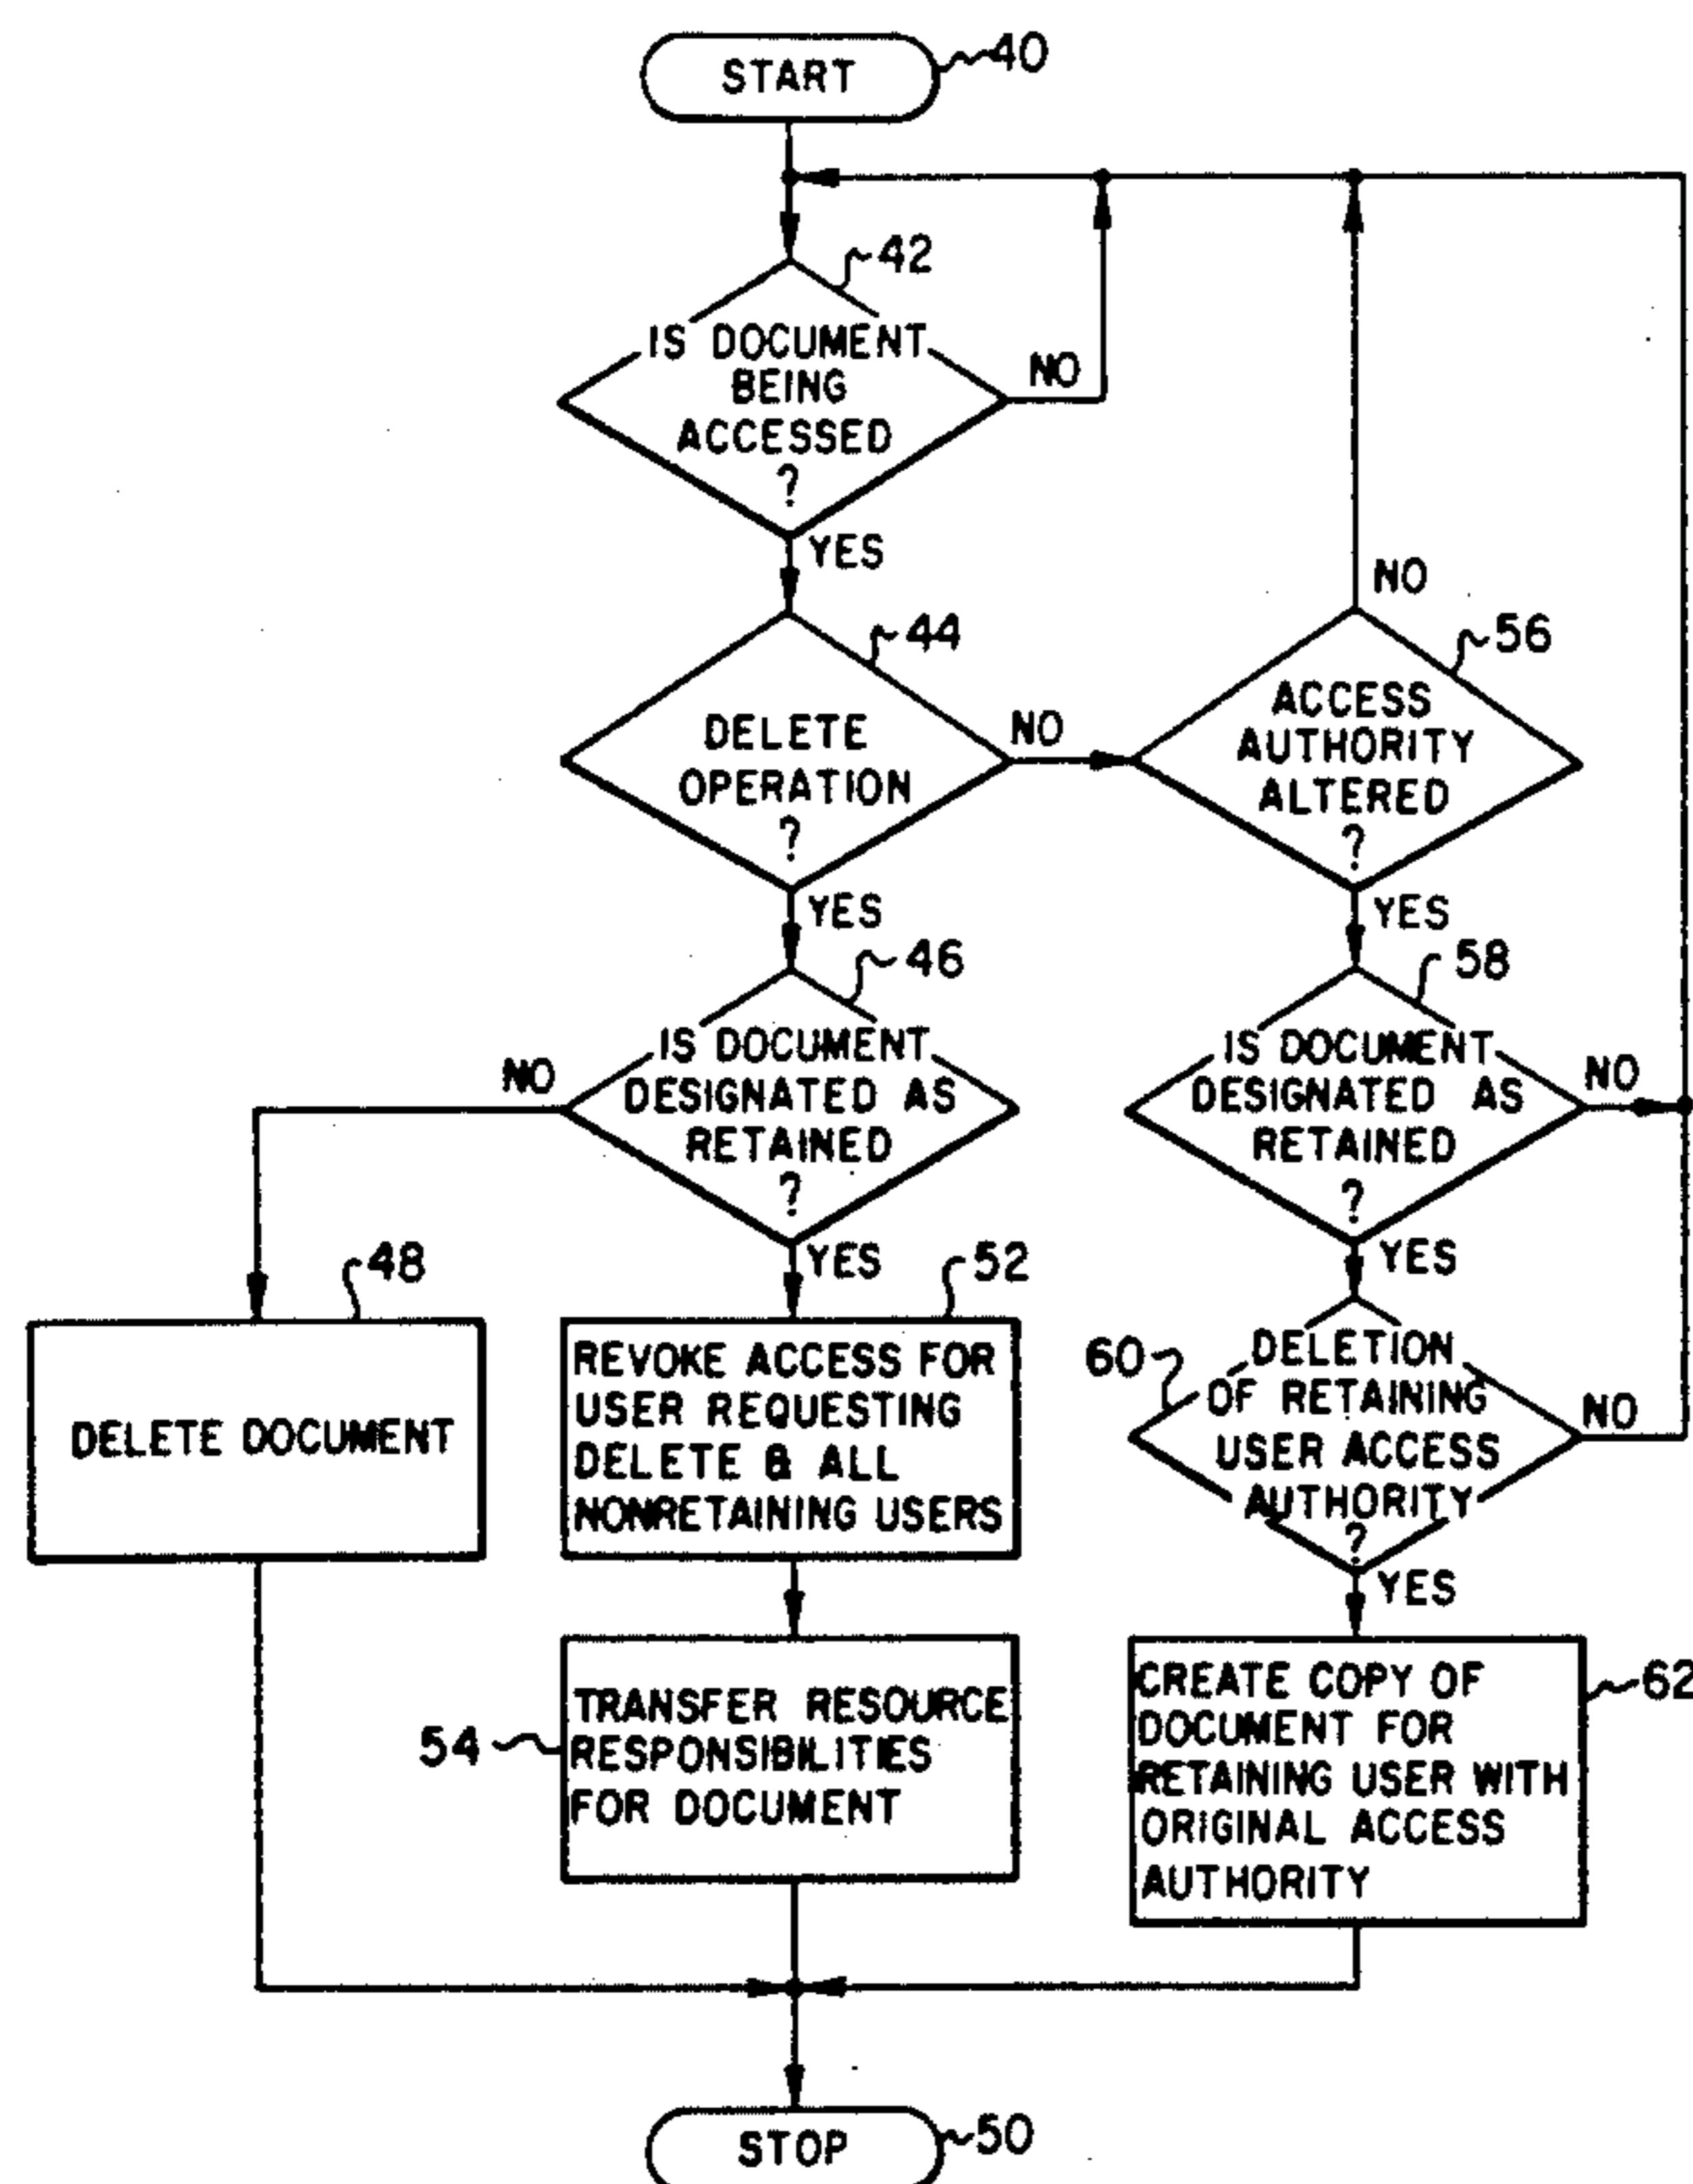 START
40
42
IS DOCUMENT
BEING
ACCESSED
?
NO
YES
44
DELETE
OPERATION
?
NO
YES
56
ACCESS
AUTHORITY
ALTERED
?
NO
YES
46
IS DOCUMENT
DESIGNATED AS
RETAINED
?
NO
YES
58
IS DOCUMENT
DESIGNATED AS
RETAINED
?
NO
YES
48
DELETE DOCUMENT
52
REVOKE ACCESS FOR
USER REQUESTING
DELETE & ALL
NONRETAINING USERS
60
DELETION
OF RETAINING
USER ACCESS
AUTHORITY
?
NO
YES
54
TRANSFER RESOURCE
RESPONSIBILITIES
FOR DOCUMENT
62
CREATE COPY OF
DOCUMENT FOR
RETAINING USER WITH
ORIGINAL ACCESS
AUTHORITY
STOP
50